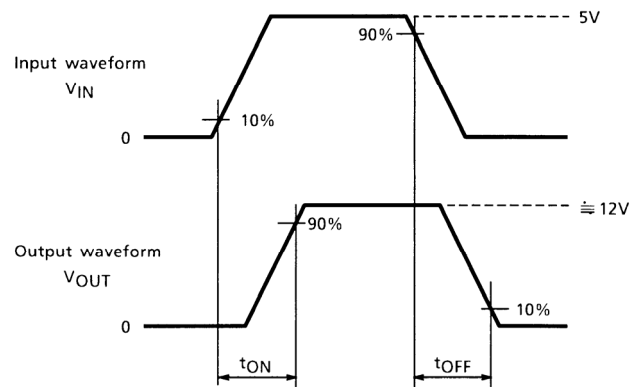 5V
90%
Input waveform
VIN
10%
0
≒ 12V
90%
Output waveform
VOUT
10%
0
tON
tOFF